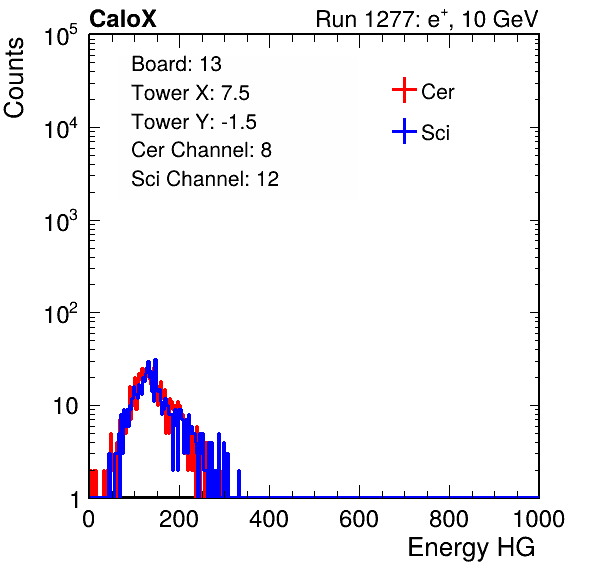 CaloX Run 1277: e+, 10 GeV
Counts
Board: 13
Tower X: 7.5
Tower Y: -1.5
Cer Channel: 8
Sci Channel: 12
Cer
Sci
10^5
10^4
10^3
10^2
10
1
0 200 400 600 800 1000
Energy HG